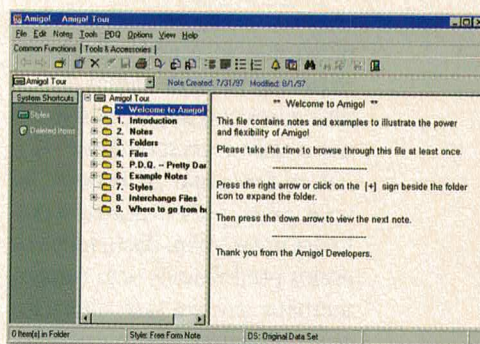 Amigo! Amigo! Tour
File Edit Notes Tools PDQ Options View Help
Common Functions | Tools & Accessories |
Amigo! Tour
Note Created: 7/31/97 Modified: 8/1/97
System Shortcuts
Styles
Deleted Items
Amigo! Tour
** Welcome to Amigo!
1. Introduction
2. Notes
3. Folders
4. Files
5. P.D.Q. -- Pretty Dar
6. Example Notes
7. Styles
8. Interchange Files
9. Where to go from h
** Welcome to Amigo! **
This file contains notes and examples to illustrate the power
and flexibility of Amigo!
Please take the time to browse through this file at least once.
Press the right arrow or click on the [+] sign beside the folder
icon to expand the folder.
Then press the down arrow to view the next note.
Thank you from the Amigo! Developers.
0 Item(s) in Folder
Style: Free Form Note
DS: Original Data Set